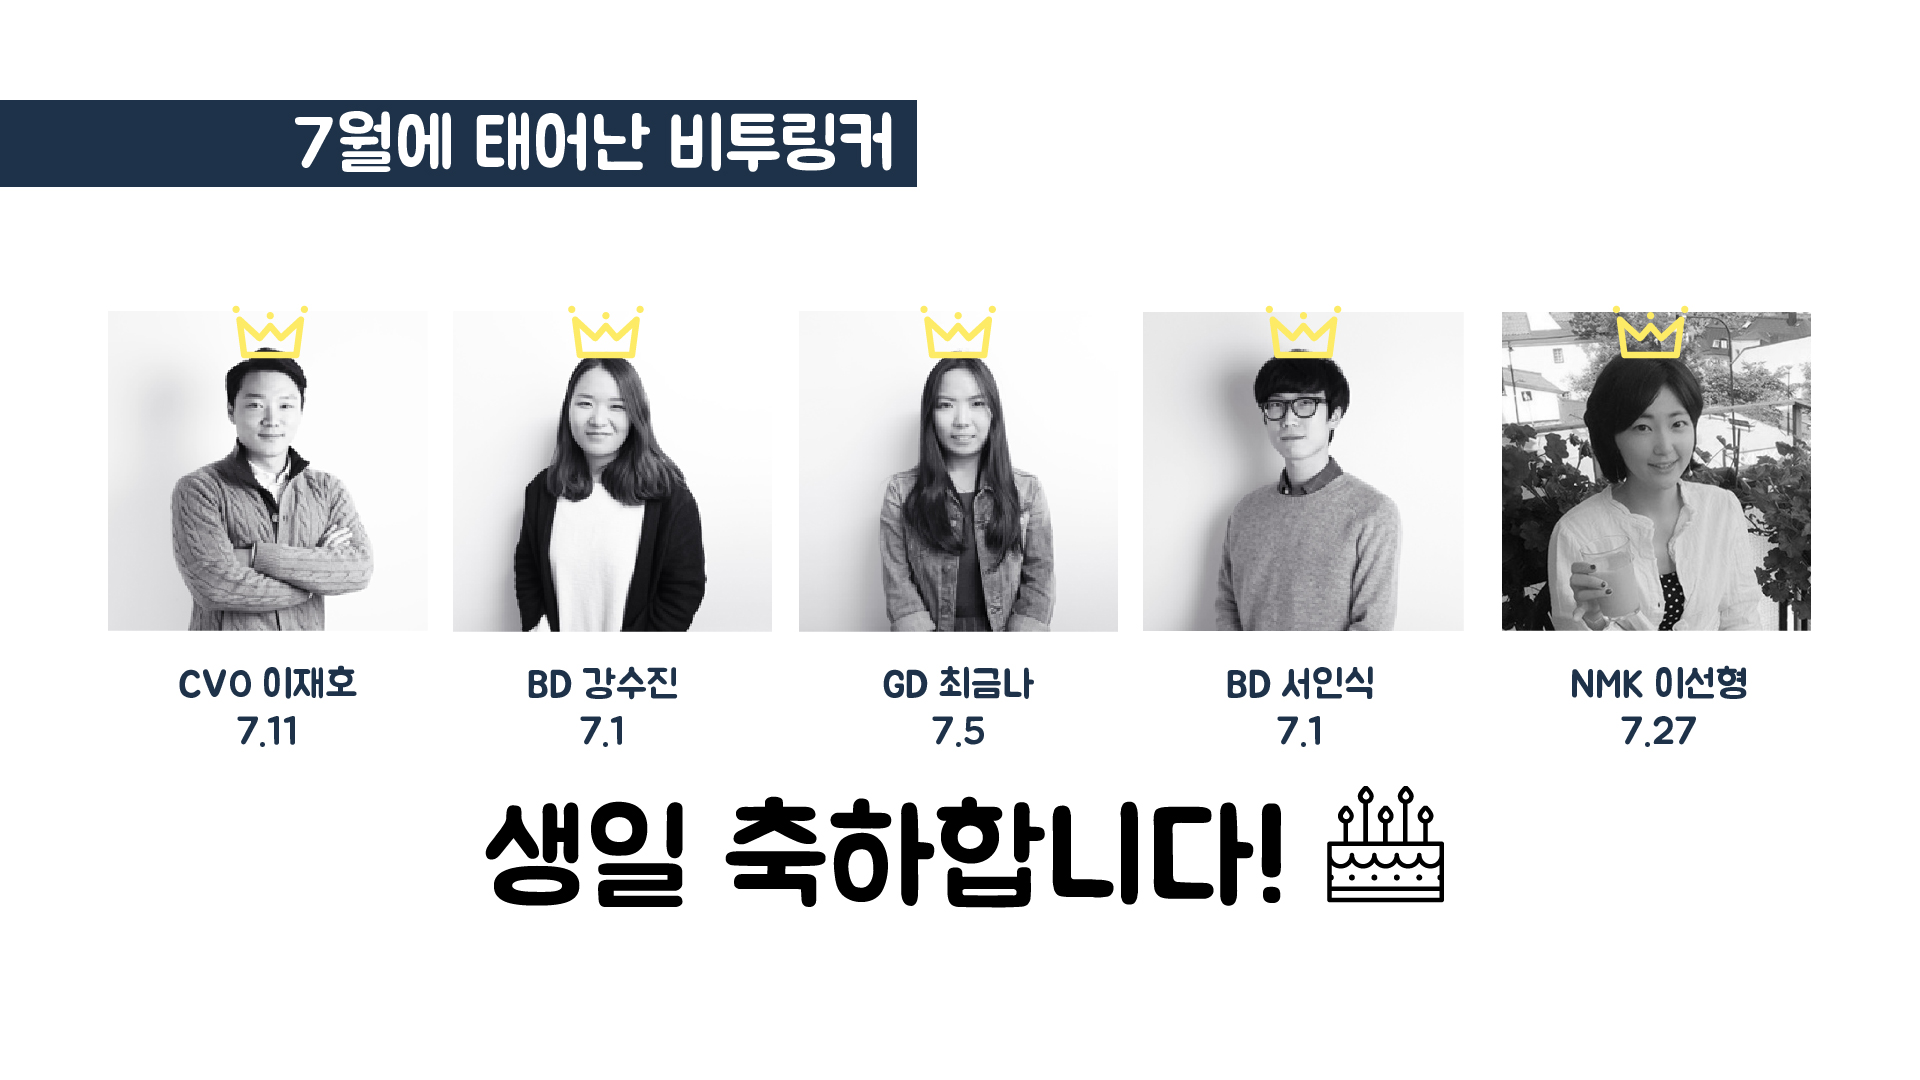 7월에 태어난 비투링커
CVO 이재호
7.11
BD 강수진
7.1
GD 최금나
7.5
BD 서인식
7.1
NMK 이선형
7.27
생일 축하합니다!